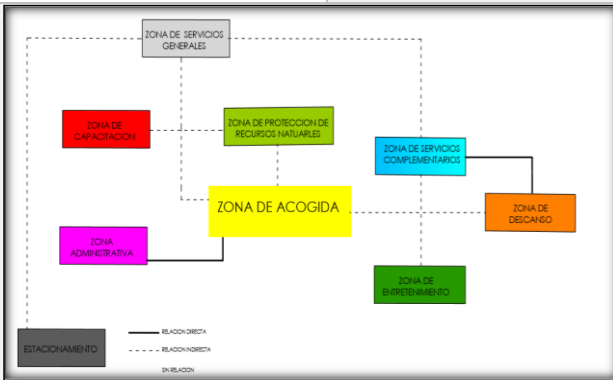 ZONA DE SERVICIOS
GENERALES
ZONA DE
CAPACITACION
ZONA DE PROTECCION DE
RECURSOS NATUARLES
ZONA DE SERVICIOS
COMPLEMENTARIOS
ZONA DE ACOGIDA
ZONA DE
DESCANSO
ZONA
ADMINISTRATIVA
ZONA DE
ENTRETENIMIENTO
ESTACIONAMIENTO
RELACION DIRECTA
RELACION INDIRECTA
SIN RELACION